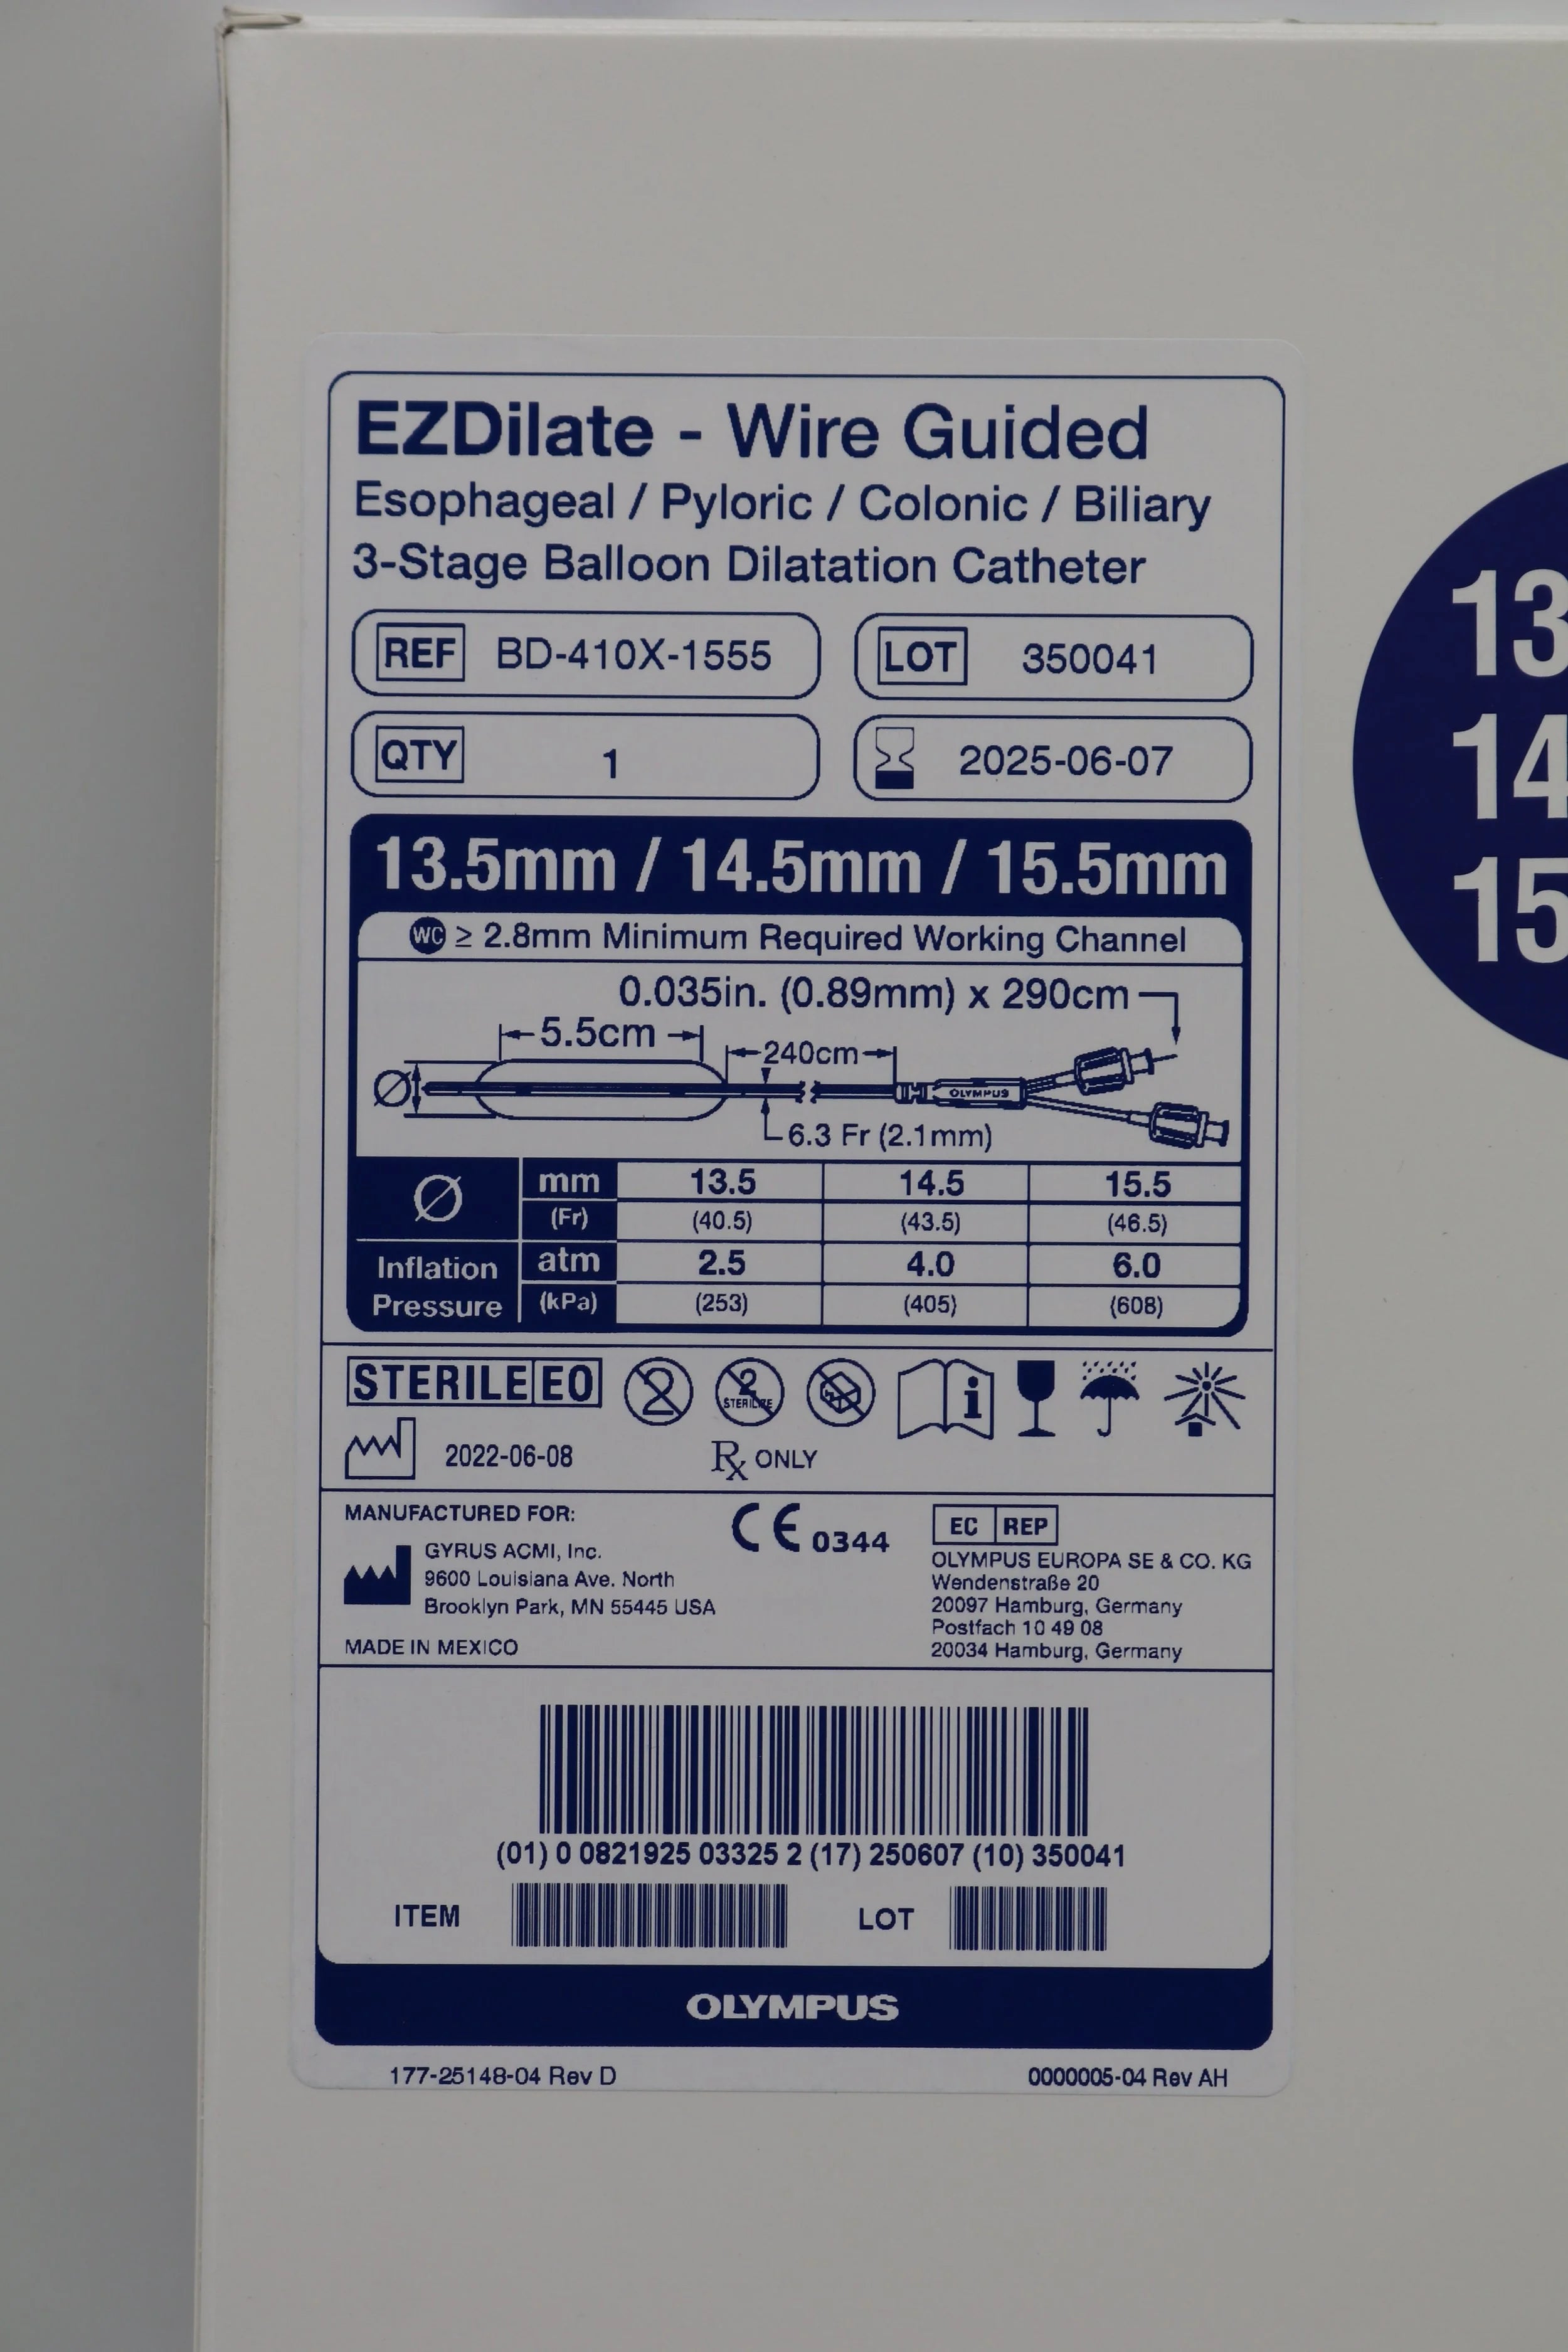 EZDilate - Wire Guided
Esophageal / Pyloric / Colonic / Biliary
3-Stage Balloon Dilatation Catheter
REF BD-410X-1555
LOT 350041
QTY 1
2025-06-07
13.5mm / 14.5mm / 15.5mm
WC ≥ 2.8mm Minimum Required Working Channel
0.035in. (0.89mm) x 290cm
5.5cm
240cm
Ø
OLYMPUS
6.3 Fr (2.1mm)
Ø mm 13.5 14.5 15.5
(Fr) (40.5) (43.5) (46.5)
Inflation Pressure atm 2.5 4.0 6.0
(kPa) (253) (405) (608)
STERILE EO
2
2 STERILIZE
i
2022-06-08
Rx ONLY
MANUFACTURED FOR:
GYRUS ACMI, Inc.
9600 Louisiana Ave. North
Brooklyn Park, MN 55445 USA
MADE IN MEXICO
CE 0344
EC REP
OLYMPUS EUROPA SE & CO. KG
Wendenstraße 20
20097 Hamburg, Germany
Postfach 10 49 08
20034 Hamburg, Germany
(01) 0 0821925 03325 2 (17) 250607 (10) 350041
ITEM
LOT
OLYMPUS
177-25148-04 Rev D
0000005-04 Rev AH
13
14
15